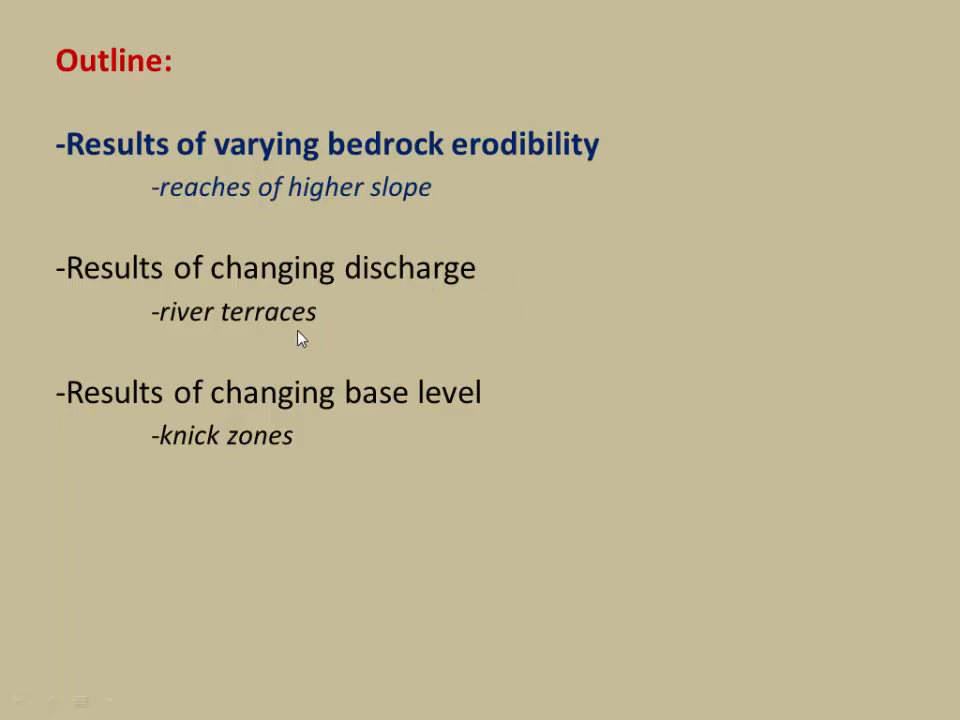 Outline:
-Results of varying bedrock erodibility
-reaches of higher slope
-Results of changing discharge
-river terraces
-Results of changing base level
-knick zones